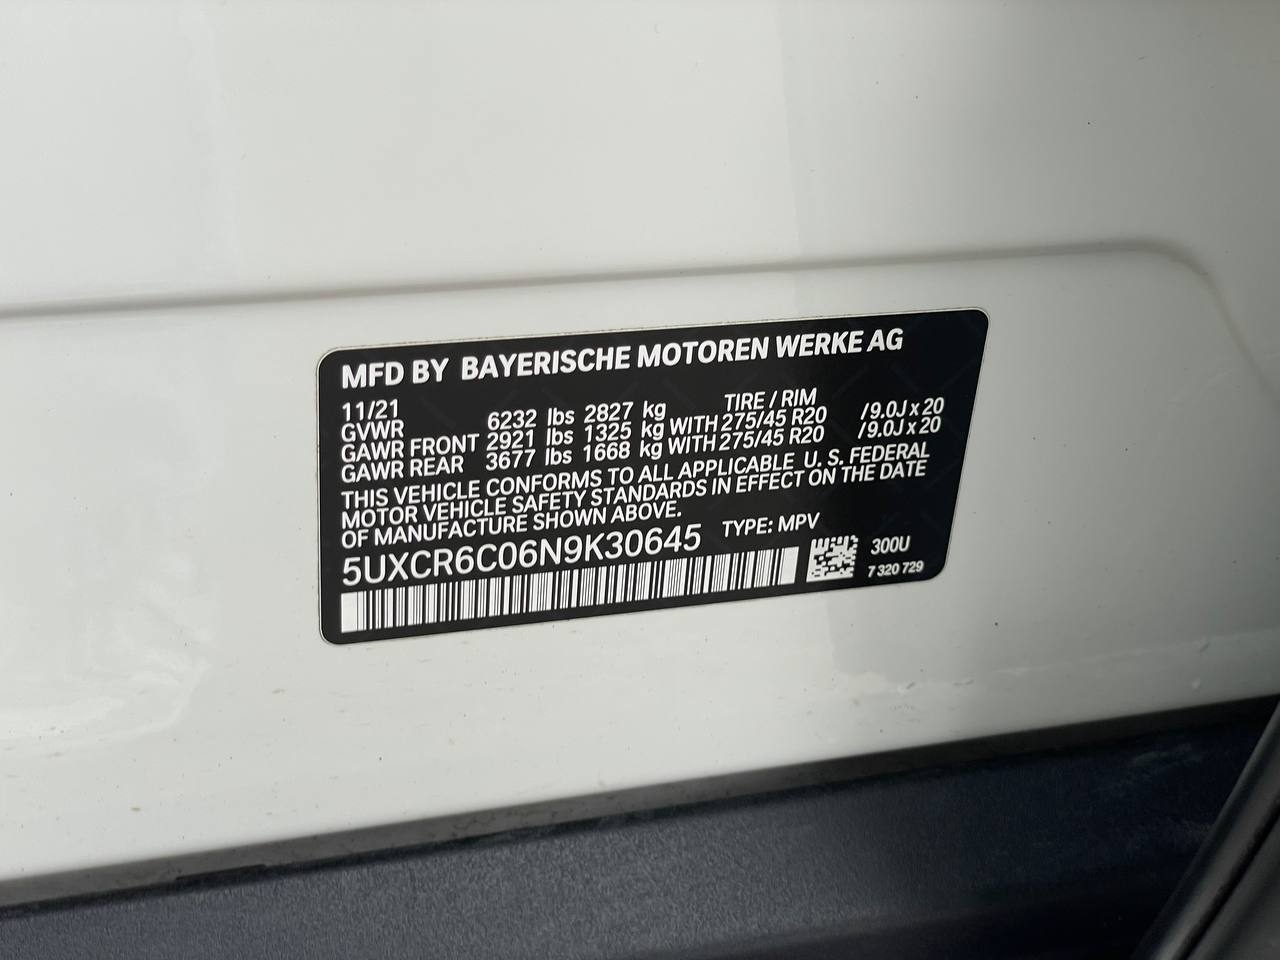 MFD BY BAYERISCHE MOTOREN WERKE AG
11/21 TIRE / RIM
GVWR 6232 lbs 2827 kg
GAWR FRONT 2921 lbs 1325 kg WITH 275/45 R20 /9.0J x 20
GAWR REAR 3677 lbs 1668 kg WITH 275/45 R20 /9.0J x 20
THIS VEHICLE CONFORMS TO ALL APPLICABLE U. S. FEDERAL
MOTOR VEHICLE SAFETY STANDARDS IN EFFECT ON THE DATE
OF MANUFACTURE SHOWN ABOVE.
5UXCR6C06N9K30645 TYPE: MPV
300U
7 320 729